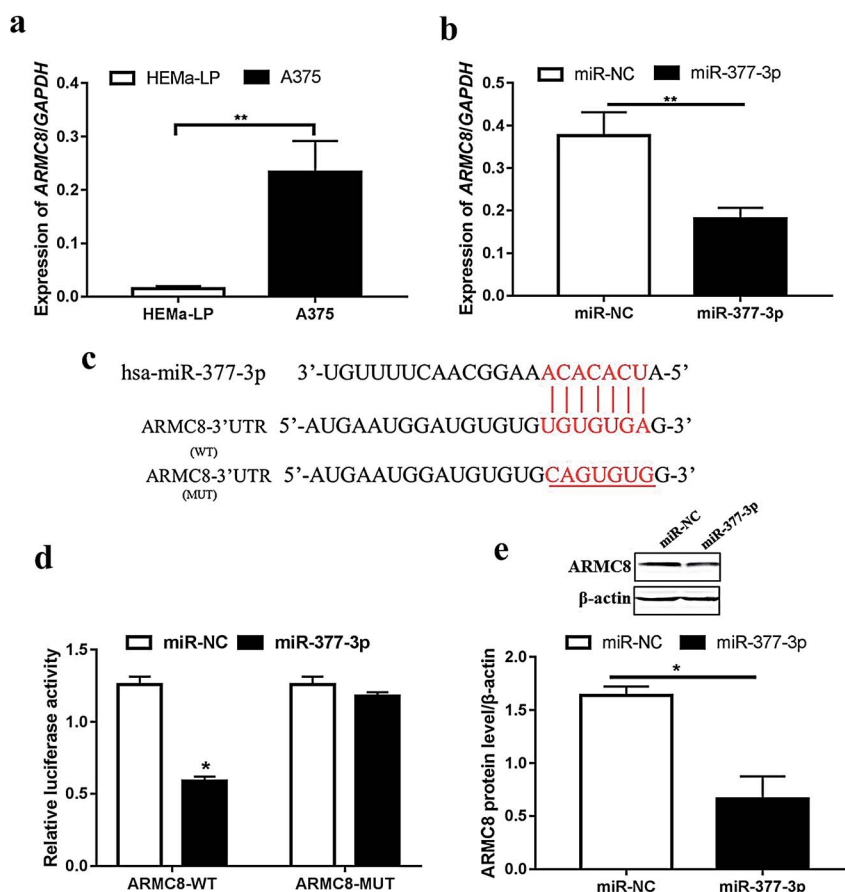 a
HEMa-LP A375
Expression of ARMC8/GAPDH
0.4
0.3
0.2
0.1
0.0
**
HEMa-LP A375
b
miR-NC miR-377-3p
Expression of ARMC8/GAPDH
0.5
0.4
0.3
0.2
0.1
0.0
**
miR-NC miR-377-3p
c
hsa-miR-377-3p 3’-UGUUUUCAACGGAAACACACUA-5’
ARMC8-3’UTR 5’-AUGAAUGGAUGUGUGUGUGUGAG-3’
(WT)
ARMC8-3’UTR 5’-AUGAAUGGAUGUGUGCAGUGUGG-3’
(MUT)
d
miR-NC miR-377-3p
Relative luciferase activity
1.5
1.0
0.5
0.0
*
ARMC8-WT ARMC8-MUT
e
miR-NC miR-377-3p
ARMC8
β-actin
miR-NC miR-377-3p
ARMC8 protein level/β-actin
2.0
1.5
1.0
0.5
0.0
*
miR-NC miR-377-3p